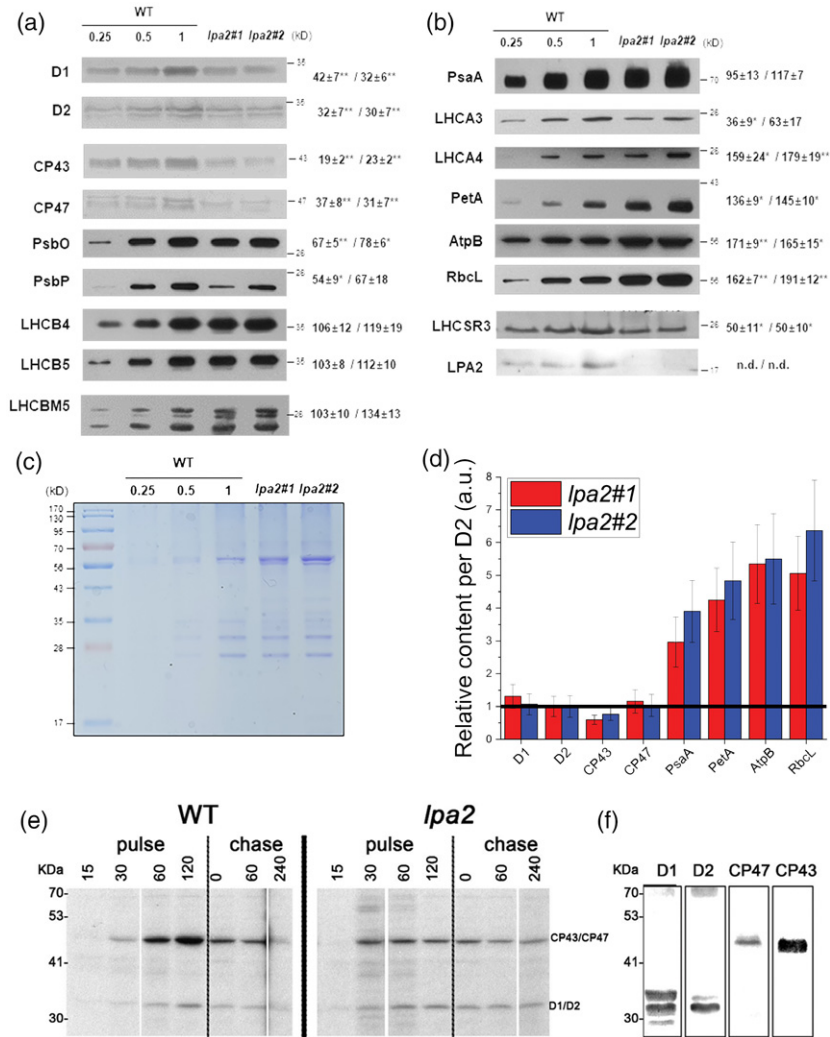 (a)
WT
0.25 0.5 1 lpa2#1 lpa2#2 (kD)
D1 35 42±7** / 32±6**
D2 35 32±7** / 30±7**
CP43 43 19±2** / 23±2**
CP47 47 37±8** / 31±7**
PsbO 26 67±5** / 78±6*
PsbP 26 54±9* / 67±18
LHCB4 35 106±12 / 119±19
LHCB5 35 103±8 / 112±10
LHCBM5 26 103±10 / 134±13
(b)
WT
0.25 0.5 1 lpa2#1 lpa2#2 (kD)
PsaA 70 95±13 / 117±7
LHCA3 26 36±9* / 63±17
LHCA4 26 159±24* / 179±19**
PetA 43 136±9* / 145±10*
AtpB 56 171±9** / 165±15*
RbcL 56 162±7** / 191±12**
LHCSR3 26 50±11* / 50±10*
LPA2 17 n.d. / n.d.
(c)
WT
(kD) 0.25 0.5 1 lpa2#1 lpa2#2
170
130
95
70
56
43
35
28
17
(d)
Relative content per D2 (a.u.)
lpa2#1
lpa2#2
8
7
6
5
4
3
2
1
0
D1 D2 CP43 CP47 PsaA PetA AtpB RbcL
(e)
WT lpa2
pulse chase pulse chase
KDa 15 30 60 120 0 60 240 15 30 60 120 0 60 240
70
53
41
30
CP43/CP47
D1/D2
(f)
KDa D1 D2 CP47 CP43
70
53
41
30